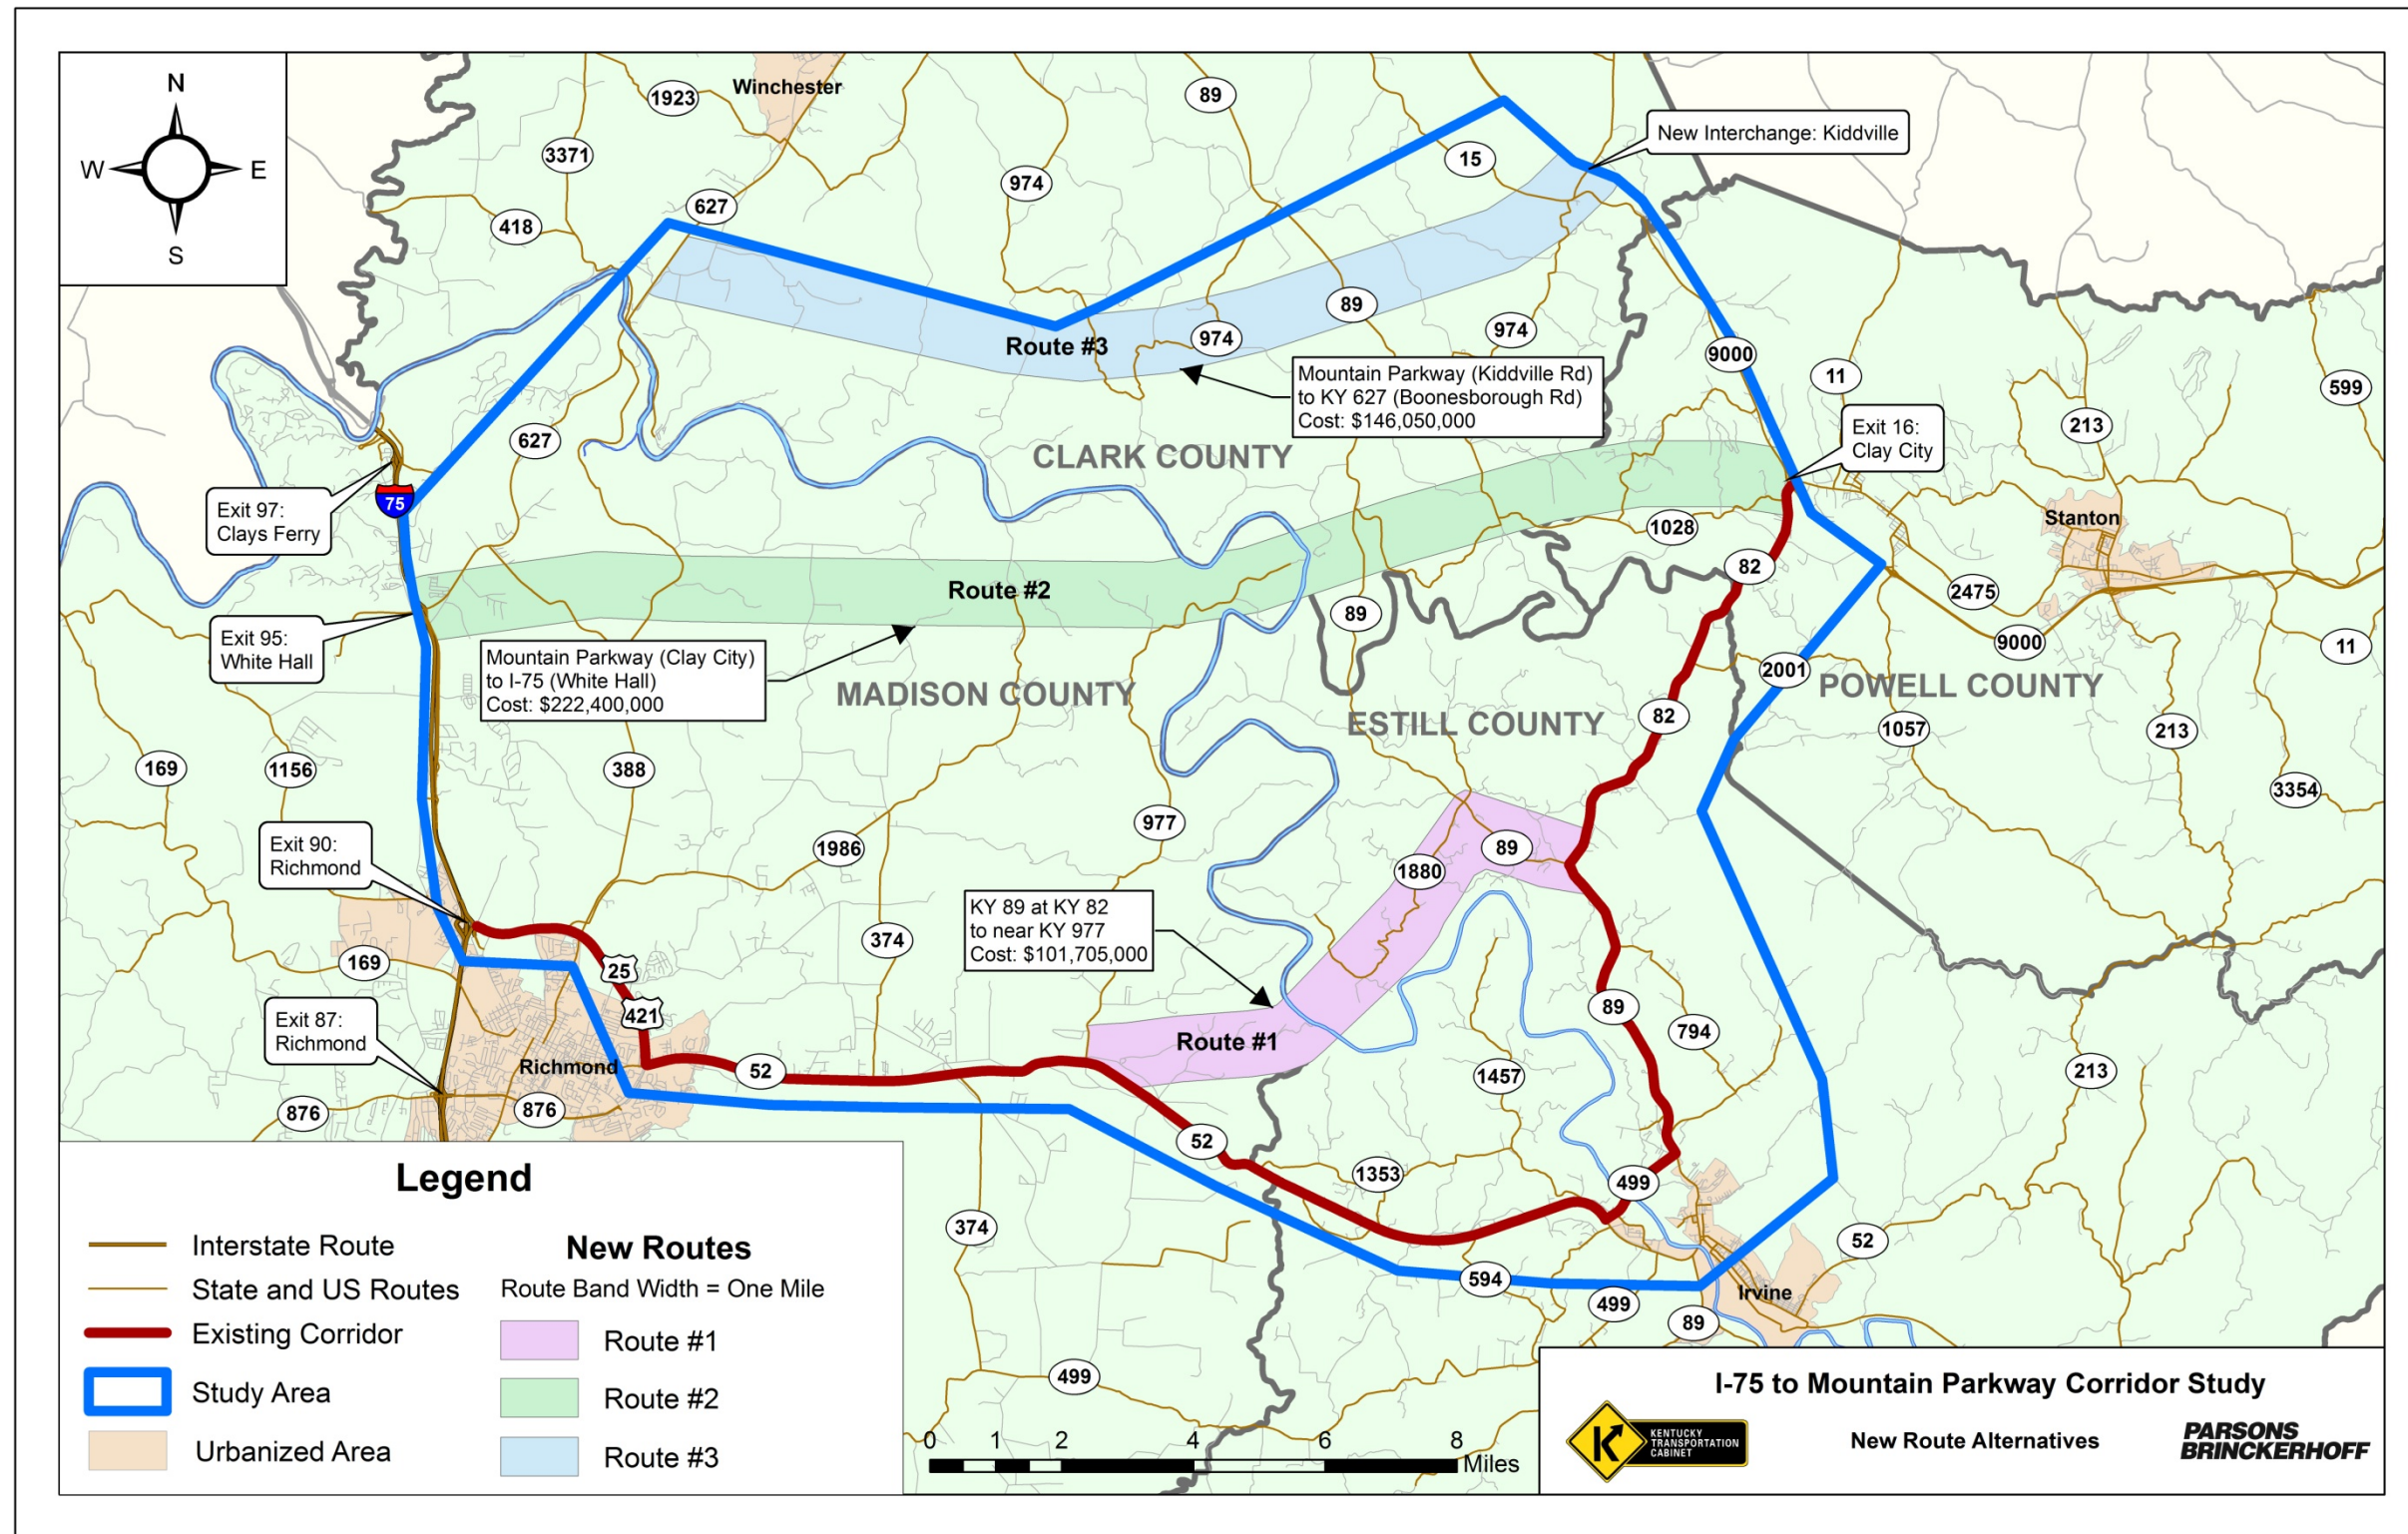 N
W
E
S
Winchester
1923
89
3371
974
15
New Interchange: Kiddville
627
418
89
Route #3
974
974
9000
11
599
Mountain Parkway (Kiddville Rd)
to KY 627 (Boonesborough Rd)
Cost: $146,050,000
213
Exit 16:
Clay City
627
CLARK COUNTY
75
Exit 97:
Clays Ferry
1028
Stanton
82
Route #2
2475
89
Exit 95:
White Hall
9000
11
Mountain Parkway (Clay City)
to I-75 (White Hall)
Cost: $222,400,000
2001
POWELL COUNTY
MADISON COUNTY
82
ESTILL COUNTY
1057
213
169
1156
388
3354
977
Exit 90:
Richmond
1986
89
1880
KY 89 at KY 82
to near KY 977
Cost: $101,705,000
374
169
25
421
89
Exit 87:
Richmond
794
Route #1
Richmond
52
1457
213
876
876
52
1353
499
374
52
594
Irvine
499
89
499
Legend
Interstate Route
State and US Routes
Existing Corridor
Study Area
Urbanized Area
New Routes
Route Band Width = One Mile
Route #1
Route #2
Route #3
0 1 2 4 6 8
Miles
I-75 to Mountain Parkway Corridor Study
KENTUCKY
TRANSPORTATION
CABINET
New Route Alternatives
PARSONS
BRINCKERHOFF